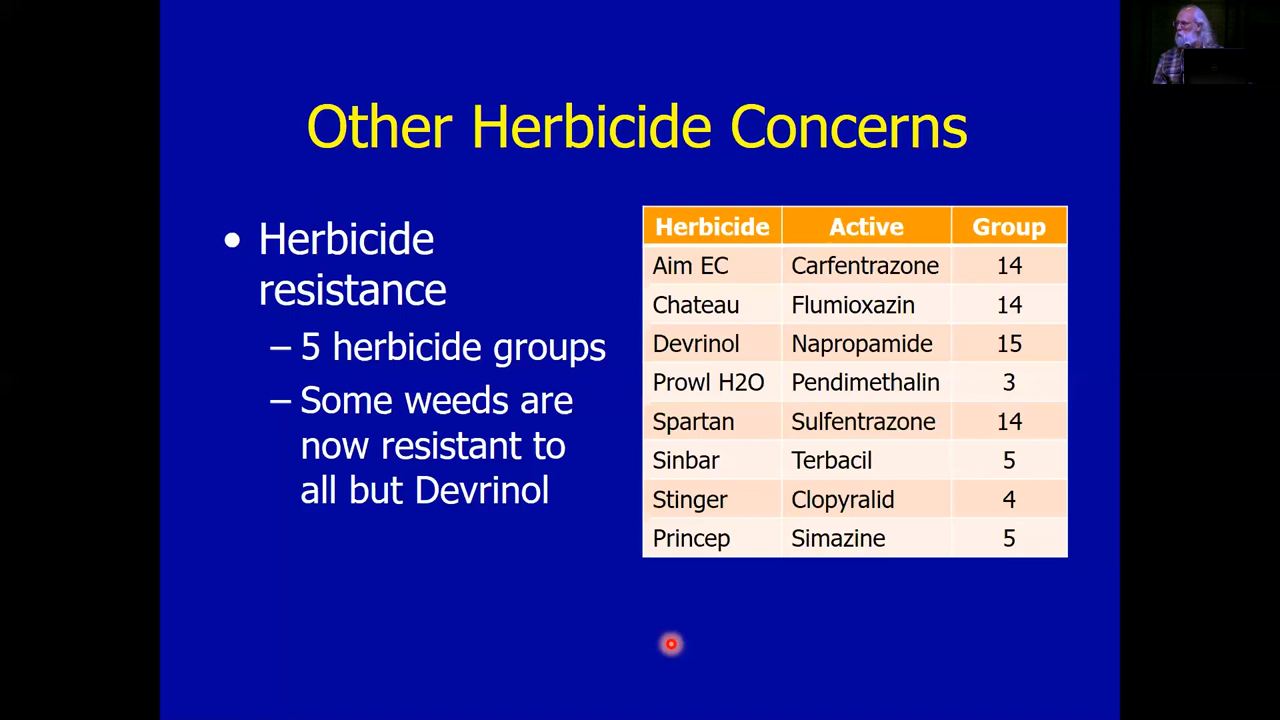 Other Herbicide Concerns
• Herbicide
resistance
– 5 herbicide groups
– Some weeds are
now resistant to
all but Devrinol
Herbicide Active Group
Aim EC Carfentrazone 14
Chateau Flumioxazin 14
Devrinol Napropamide 15
Prowl H2O Pendimethalin 3
Spartan Sulfentrazone 14
Sinbar Terbacil 5
Stinger Clopyralid 4
Princep Simazine 5